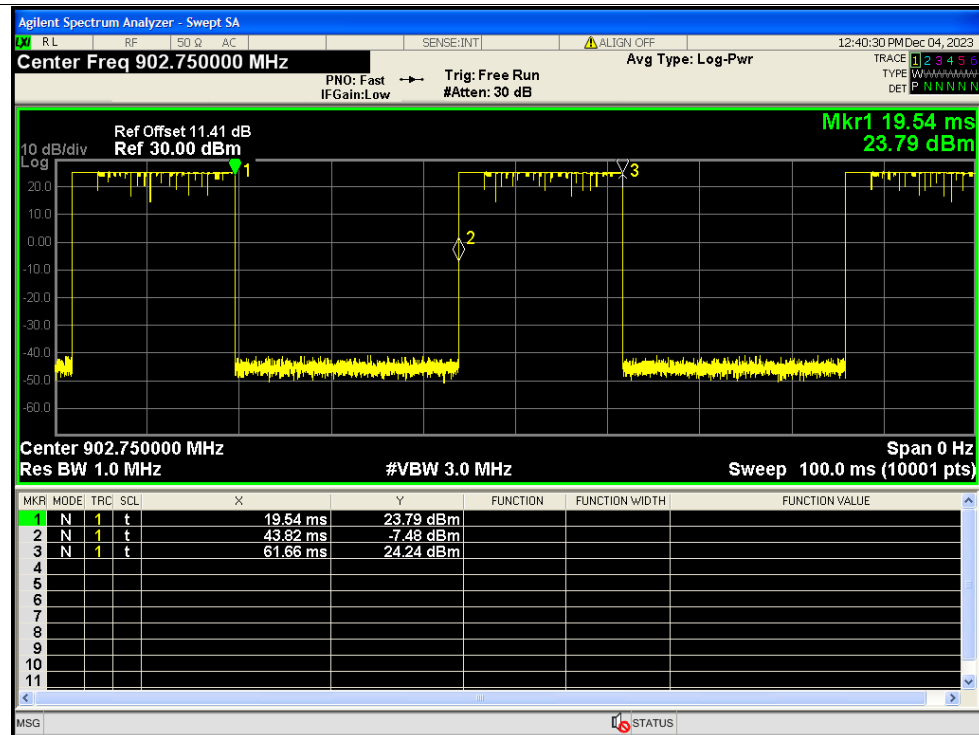 Agilent Spectrum Analyzer - Swept SA
LXI RL RF 50 Ω AC SENSE:INT ALIGN OFF 12:40:30 PM Dec 04, 2023
Center Freq 902.750000 MHz Avg Type: Log-Pwr TRACE 1 2 3 4 5 6
PNO: Fast Trig: Free Run TYPE WWWWWW
IFGain:Low #Atten: 30 dB DET P N N N N N
Mkr1 19.54 ms
Ref Offset 11.41 dB
10 dB/div Ref 30.00 dBm 23.79 dBm
Log
1
3
20.0
10.0
2
0.00
-10.0
-20.0
-30.0
-40.0
-50.0
-60.0
Center 902.750000 MHz Span 0 Hz
Res BW 1.0 MHz #VBW 3.0 MHz Sweep 100.0 ms (10001 pts)
MKR MODE TRC SCL X Y FUNCTION FUNCTION WIDTH FUNCTION VALUE
1 N 1 t 19.54 ms 23.79 dBm
2 N 1 t 43.82 ms -7.48 dBm
3 N 1 t 61.66 ms 24.24 dBm
4
5
6
7
8
9
10
11
MSG STATUS